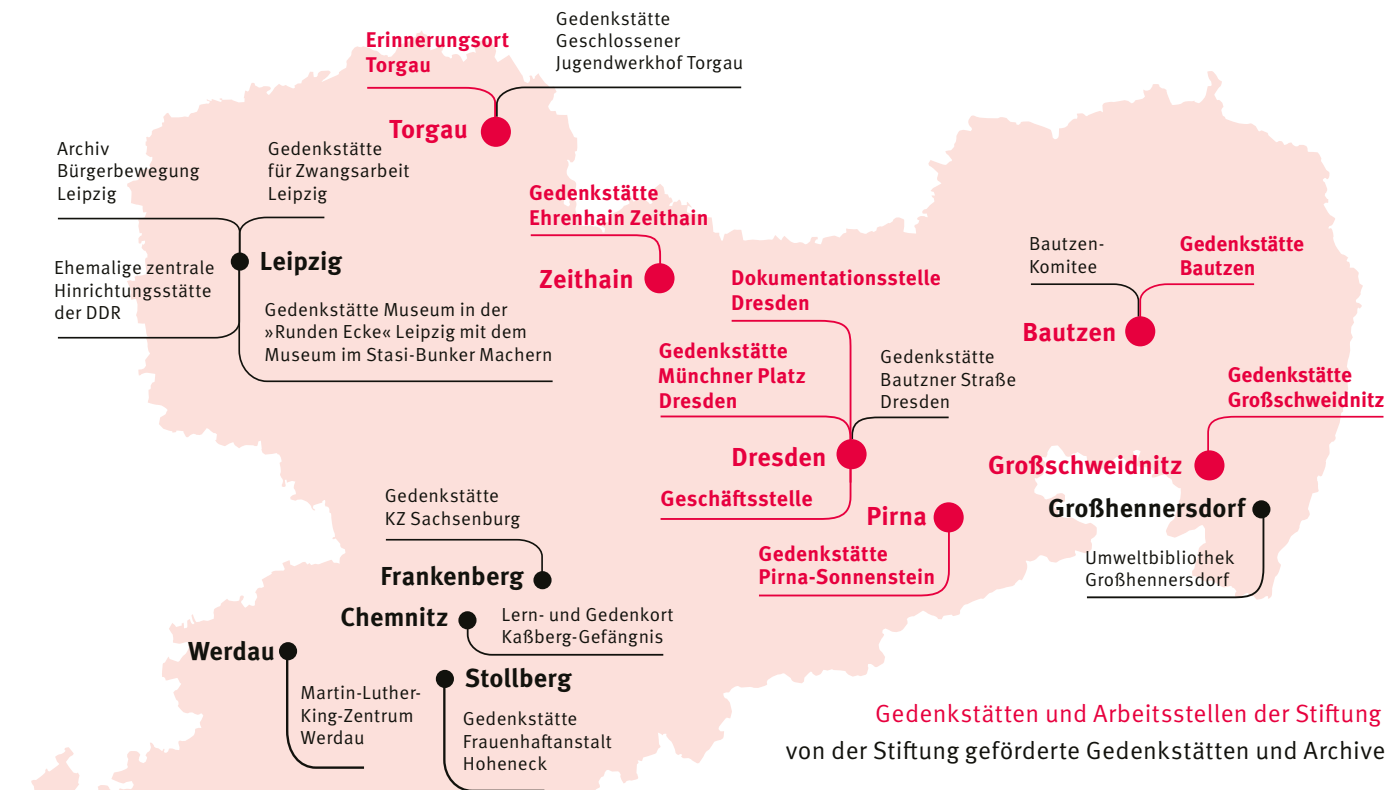 Erinnerungsort
Torgau
Gedenkstätte
Geschlossener
Jugendwerkhof Torgau
Torgau
Archiv
Bürgerbewegung
Leipzig
Gedenkstätte
für Zwangsarbeit
Leipzig
Leipzig
Ehemalige zentrale
Hinrichtungsstätte
der DDR
Gedenkstätte Museum in der
»Runden Ecke« Leipzig mit dem
Museum im Stasi-Bunker Machern
Gedenkstätte
Ehrenhain Zeithain
Zeithain
Dokumentationsstelle
Dresden
Gedenkstätte
Münchner Platz
Dresden
Gedenkstätte
Bautzner Straße
Dresden
Dresden
Geschäftsstelle
Bautzen-
Komitee
Gedenkstätte
Bautzen
Bautzen
Gedenkstätte
Großschweidnitz
Großschweidnitz
Großhennersdorf
Umweltbibliothek
Großhennersdorf
Pirna
Gedenkstätte
Pirna-Sonnenstein
Gedenkstätte
KZ Sachsenburg
Frankenberg
Chemnitz
Lern- und Gedenkort
Kaßberg-Gefängnis
Werdau
Martin-Luther-
King-Zentrum
Werdau
Stollberg
Gedenkstätte
Frauenhaftanstalt
Hoheneck
Gedenkstätten und Arbeitsstellen der Stiftung
von der Stiftung geförderte Gedenkstätten und Archive